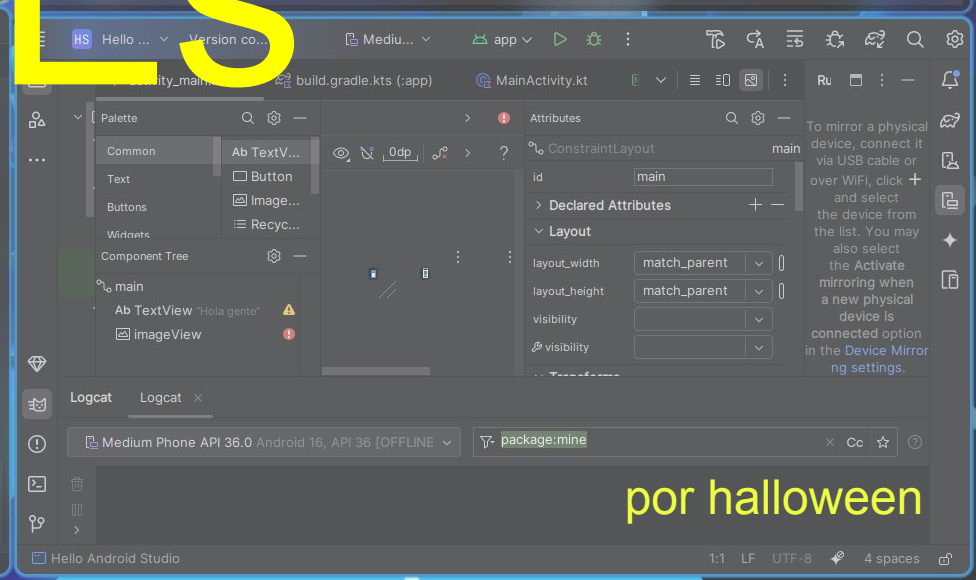 LS
HS Hello ... Version co... Mediu... app
activity_main. build.gradle.kts (:app) MainActivity.kt Ru
Palette
Common
Text
Buttons
Widgets
Ab TextV...
Button
Image...
Recyc...
0dp
?
Component Tree
main
Ab TextView "Hola gente"
imageView
Attributes
ConstraintLayout main
id main
Declared Attributes
Layout
layout_width match_parent
layout_height match_parent
visibility
visibility
Transforms
To mirror a physical
device, connect it
via USB cable or
over WiFi, click +
and select
the device from
the list. You may
also select
the Activate
mirroring when
a new physical
device is
connected option
in the Device Mirror
ng settings.
Logcat Logcat
Medium Phone API 36.0 Android 16, API 36 [OFFLINE
package:mine
Cc
por halloween
Hello Android Studio 1:1 LF UTF-8 4 spaces